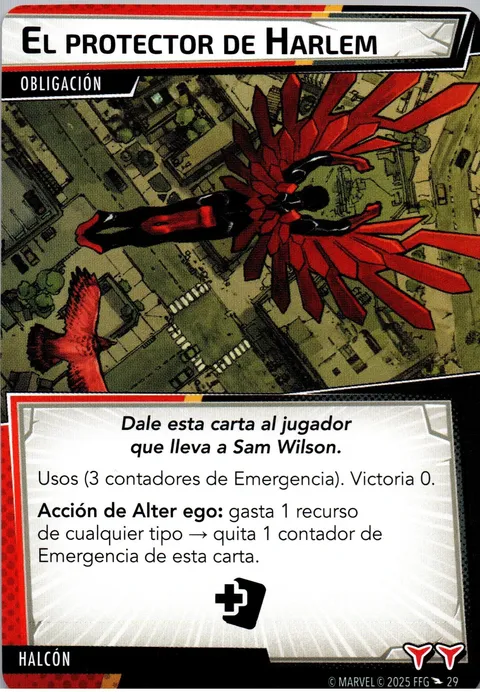 El protector de Harlem
OBLIGACIÓN
Dale esta carta al jugador
que lleva a Sam Wilson.
Usos (3 contadores de Emergencia). Victoria 0.
Acción de Alter ego: gasta 1 recurso
de cualquier tipo → quita 1 contador de
Emergencia de esta carta.
HALCÓN
© MARVEL © 2025 FFG 29